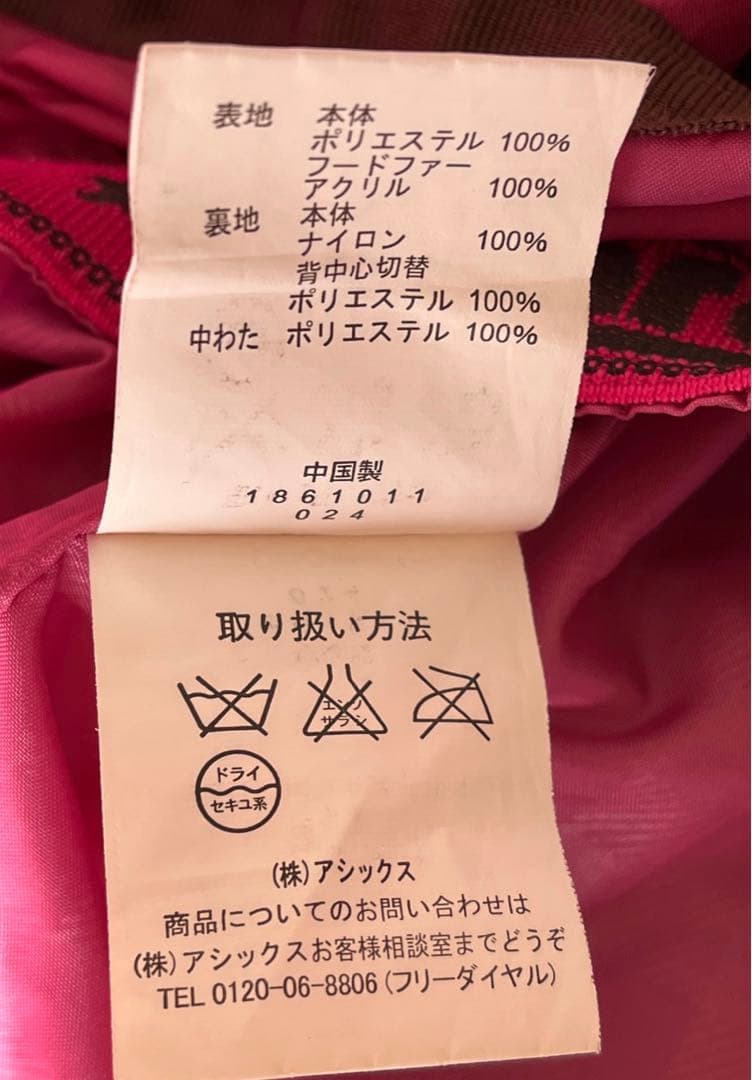 表地 本体
ポリエステル 100%
フードファー
アクリル 100%
裏地 本体
ナイロン 100%
背中心切替
ポリエステル 100%
中わた ポリエステル 100%
中国製
1861011
024
取り扱い方法
エンソ
サラシ
ドライ
セキユ系
(株)アシックス
商品についてのお問い合わせは
(株)アシックスお客様相談室までどうぞ
TEL 0120-06-8806 (フリーダイヤル)